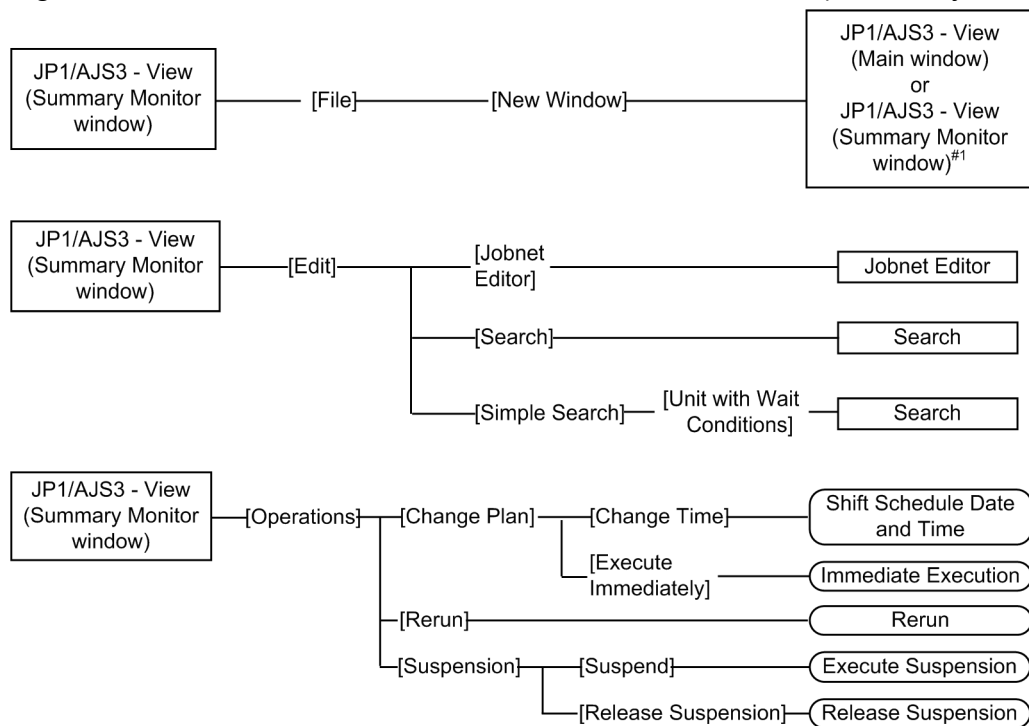 JP1/AJS3 - View
(Summary Monitor
window)
[File]
[New Window]
JP1/AJS3 - View
(Main window)
or
JP1/AJS3 - View
(Summary Monitor
window)#1
JP1/AJS3 - View
(Summary Monitor
window)
[Edit]
[Jobnet
Editor]
Jobnet Editor
[Search]
Search
[Simple Search]
[Unit with Wait
Conditions]
Search
JP1/AJS3 - View
(Summary Monitor
window)
[Operations]
[Change Plan]
[Change Time]
Shift Schedule Date
and Time
[Execute
Immediately]
Immediate Execution
[Rerun]
Rerun
[Suspension]
[Suspend]
Execute Suspension
[Release Suspension]
Release Suspension